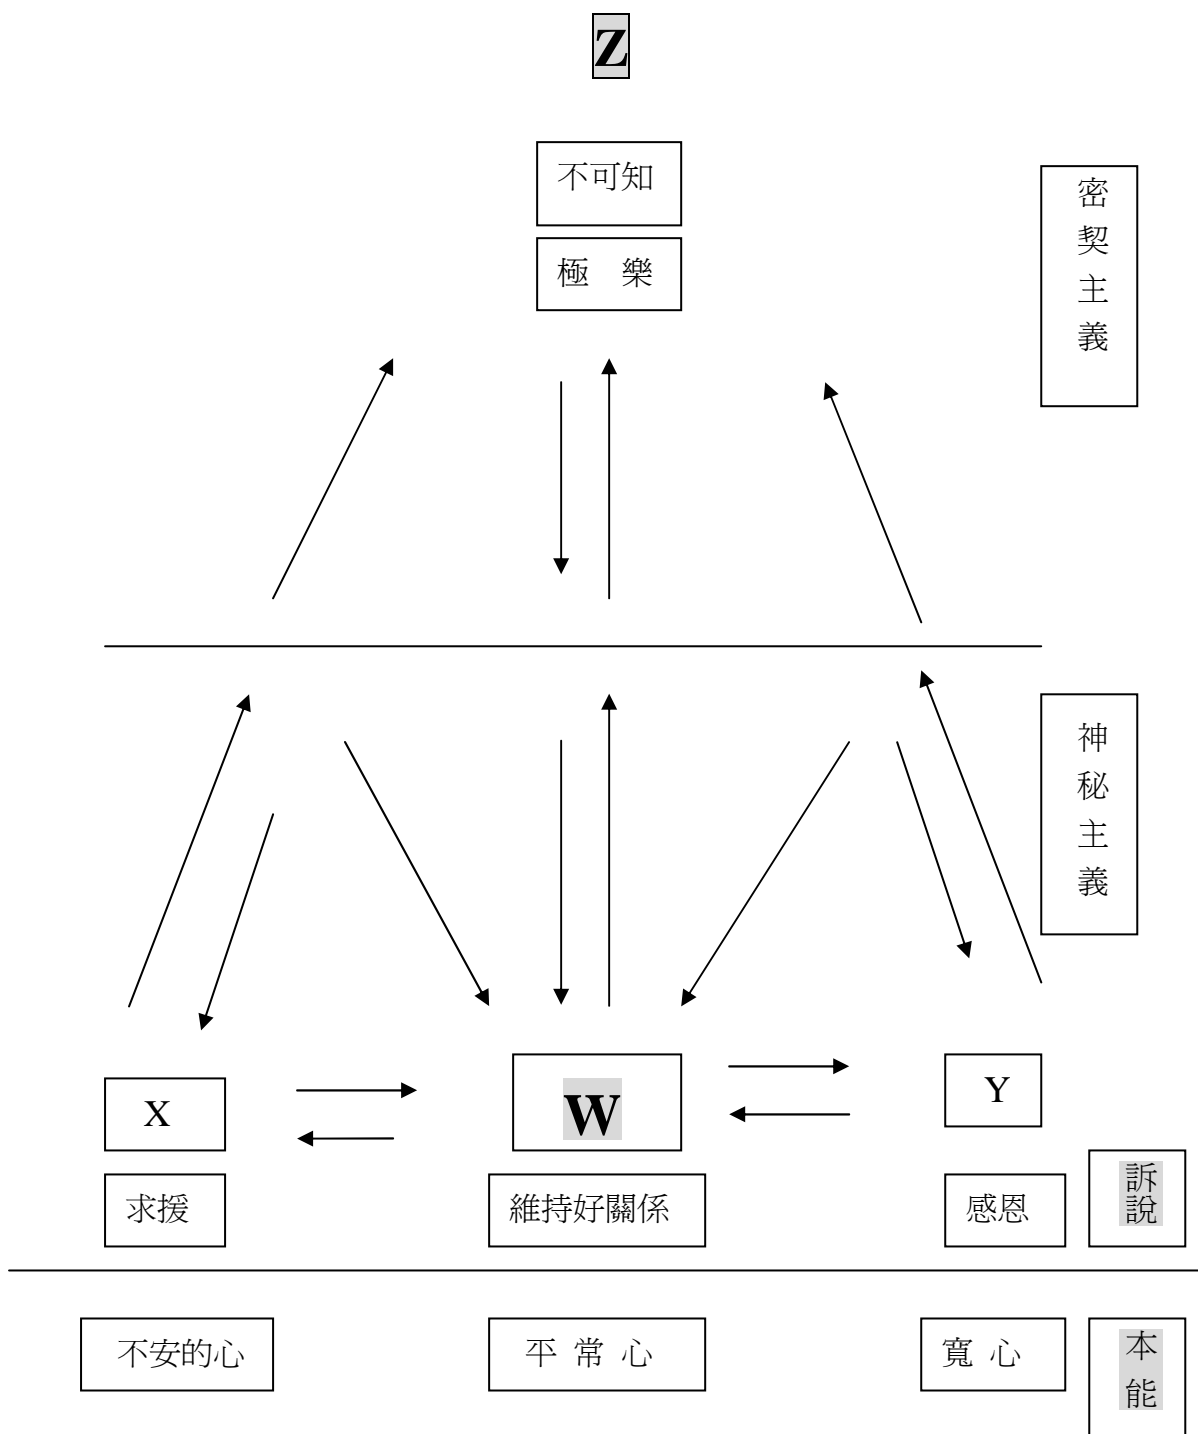 Z
不可知
極 樂
密契主義
神秘主義
X
W
Y
求援
維持好關係
感恩
訴說
不安的心
平 常 心
寬 心
本能